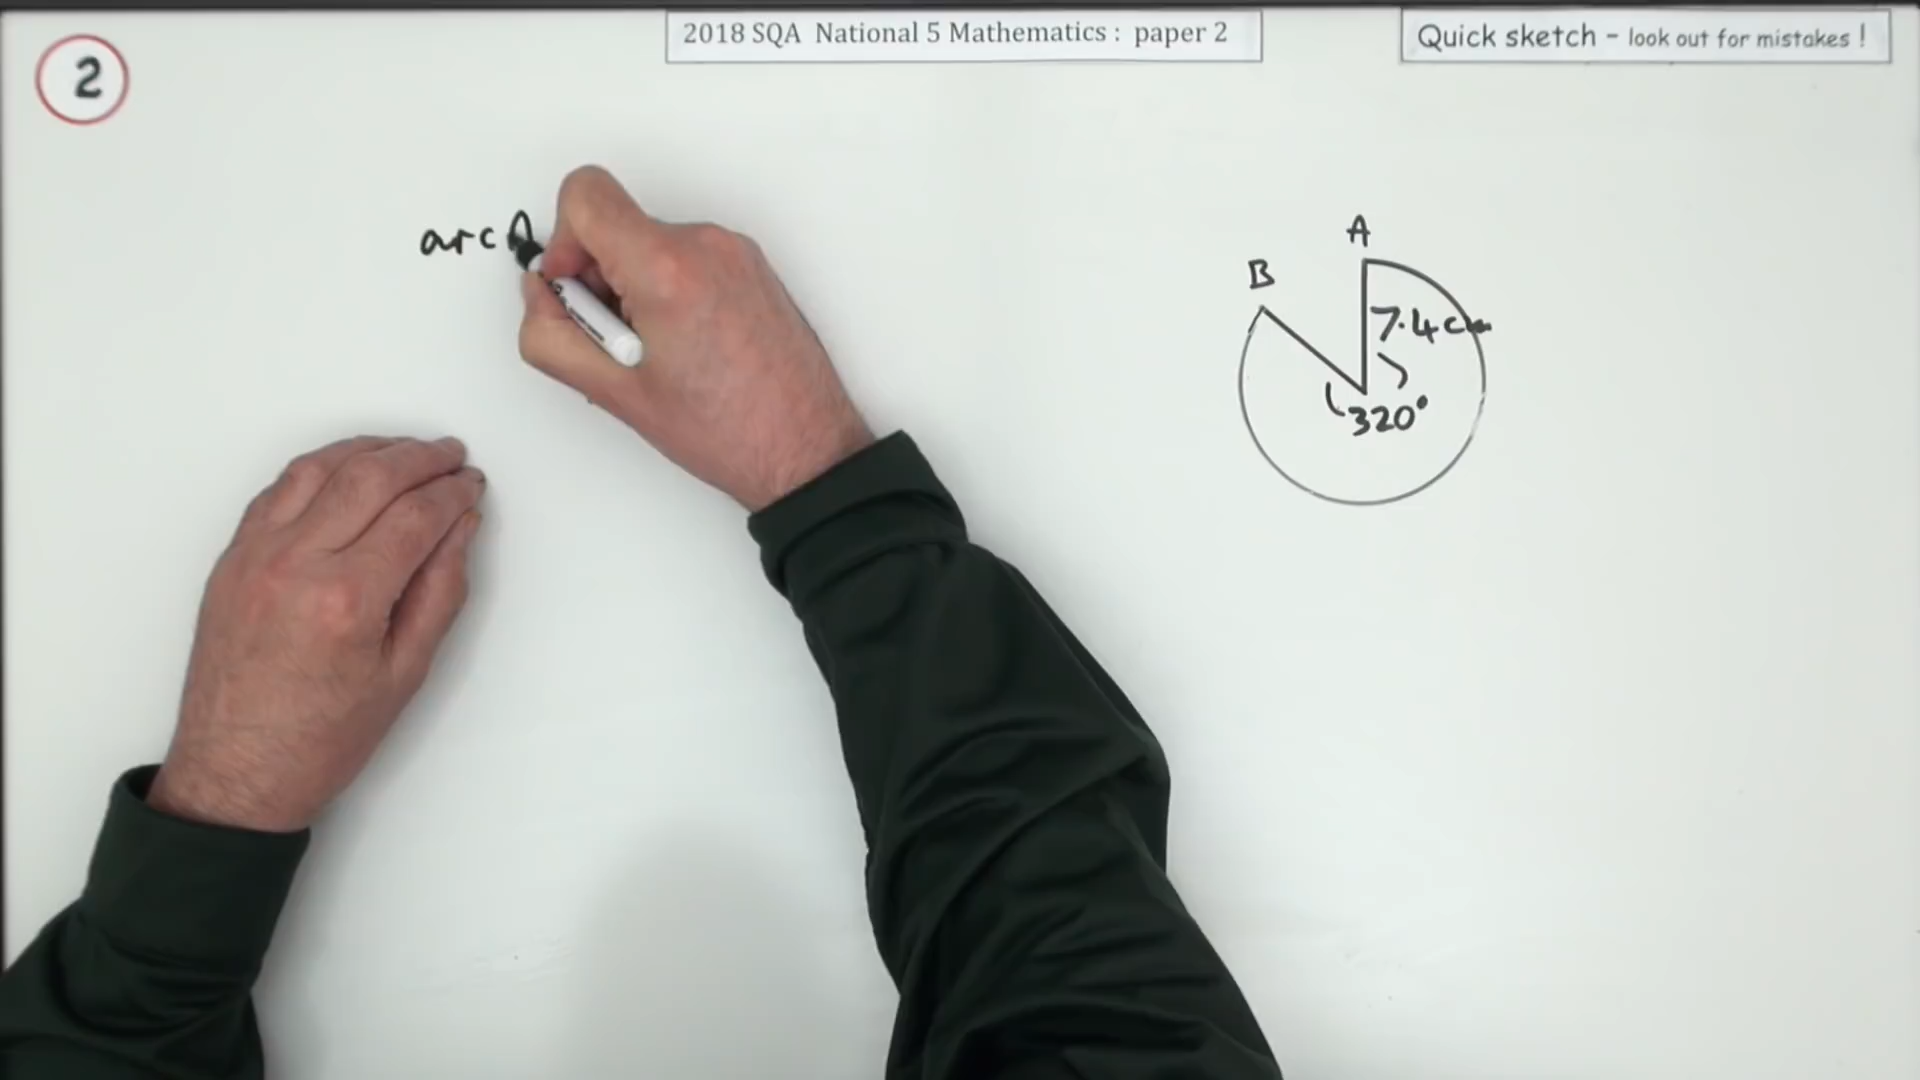 2018 SQA National 5 Mathematics : paper 2
Quick sketch - look out for mistakes !
2
arc A
A
B
7.4cm
320°